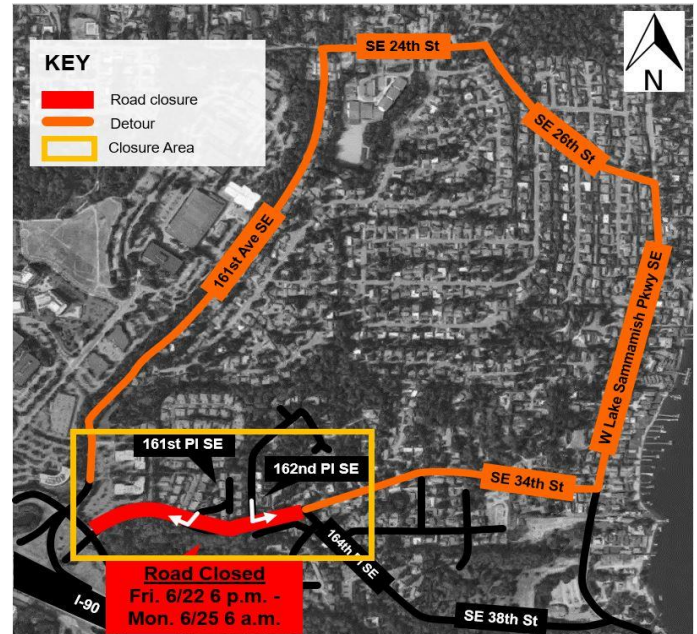 KEY
Road closure
Detour
Closure Area
SE 24th St
N
SE 26th St
161st Ave SE
W Lake Sammamish Pkwy SE
161st Pl SE
162nd Pl SE
SE 34th St
164th Pl SE
Road Closed
Fri. 6/22 6 p.m. -
Mon. 6/25 6 a.m.
I-90
SE 38th St